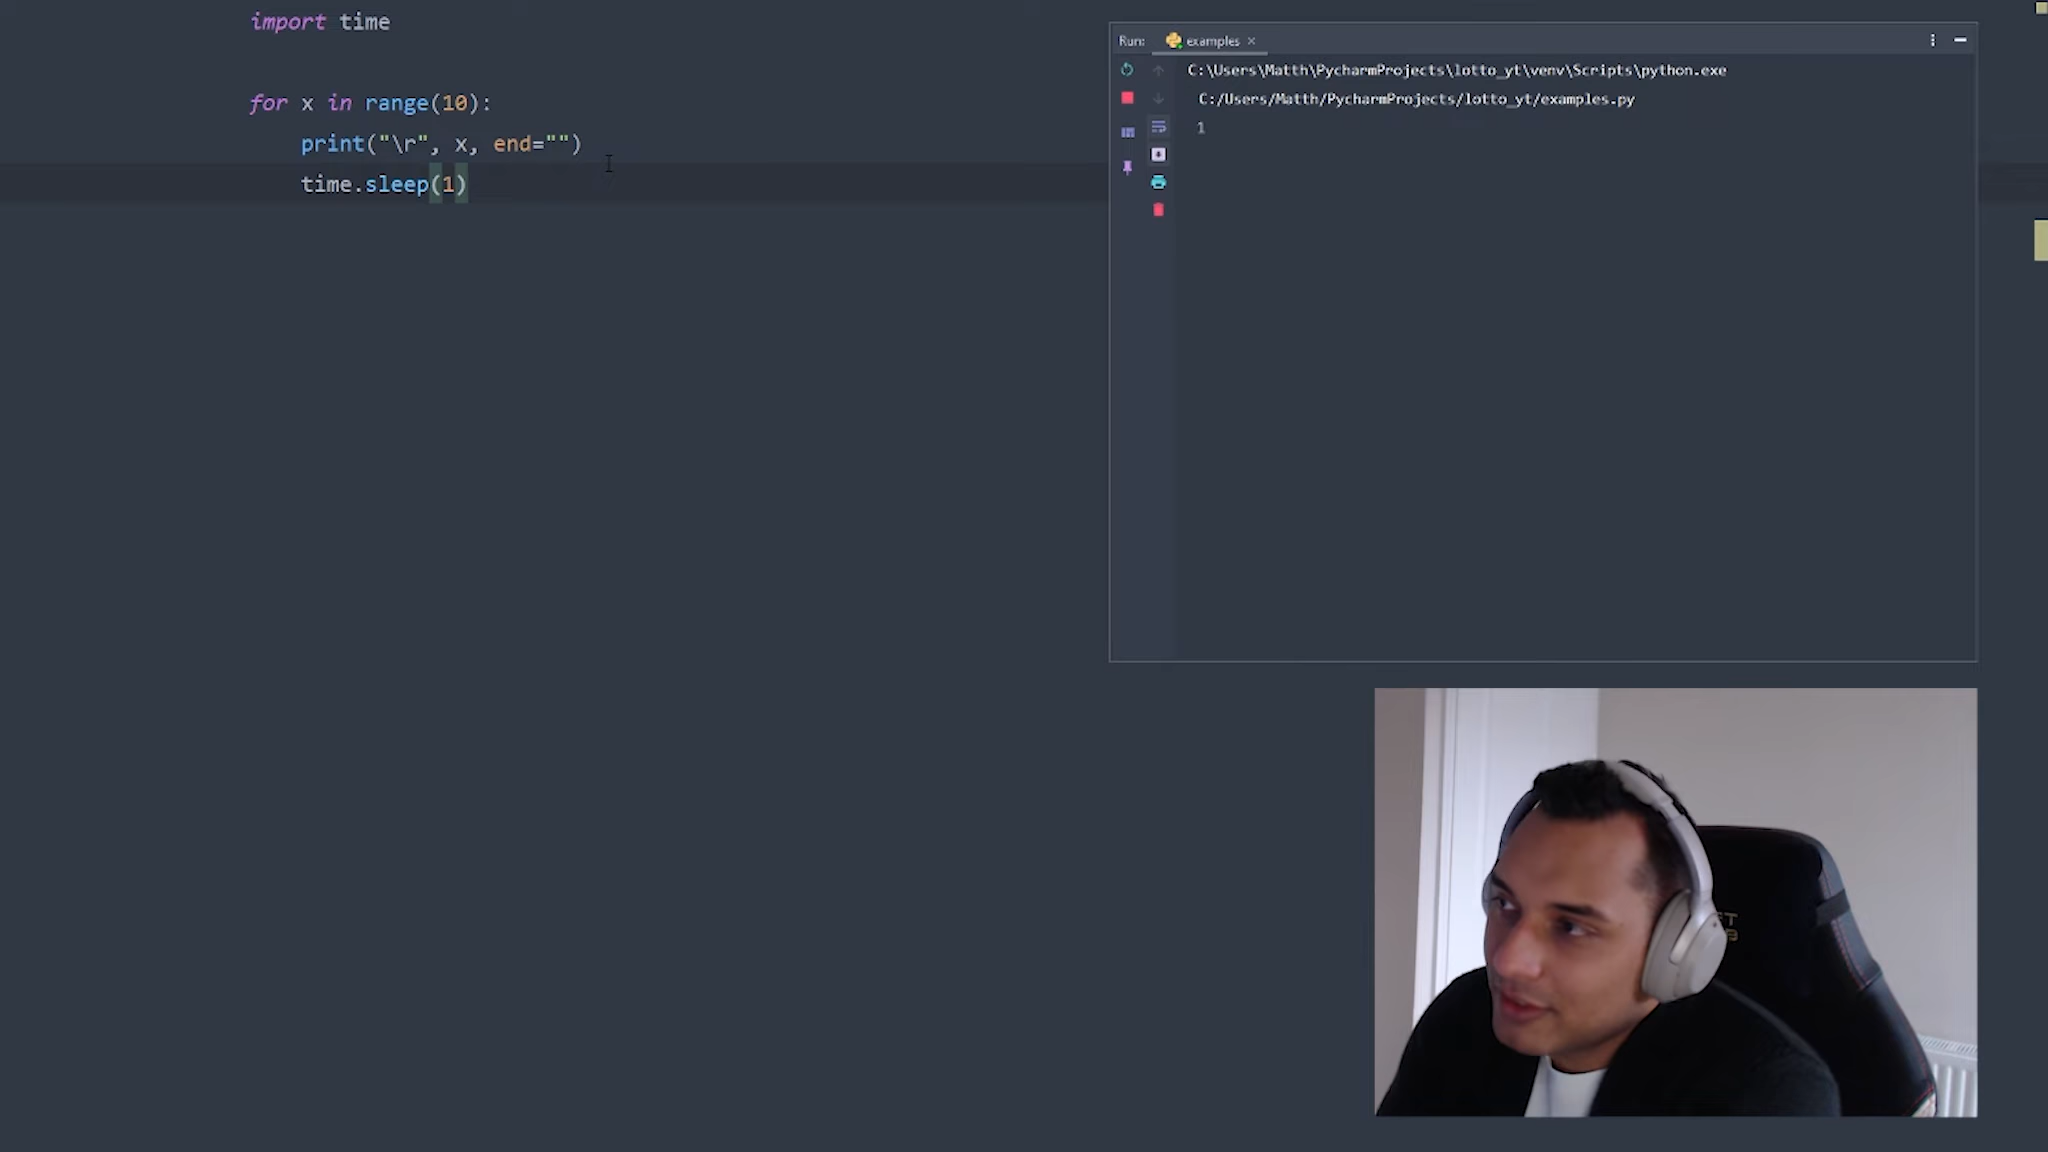 import time
for x in range(10):
print("\r", x, end="")
time.sleep(1)
Run: examples ×
C:\Users\Matth\PycharmProjects\lotto_yt\venv\Scripts\python.exe
C:/Users/Matth/PycharmProjects/lotto_yt/examples.py
1